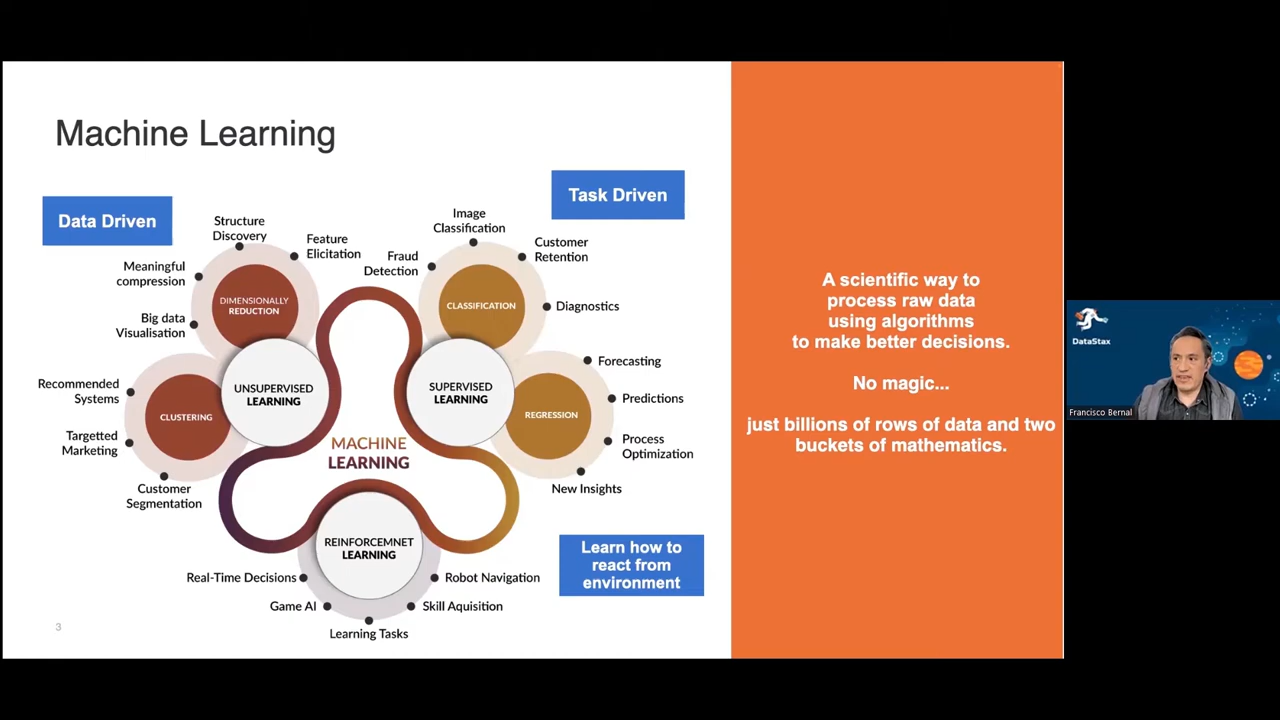 Machine Learning
Data Driven
Task Driven
Structure
Discovery
Feature
Elicitation
Meaningful
compression
Big data
Visualisation
DIMENSIONALLY
REDUCTION
Recommended
Systems
Targetted
Marketing
Customer
Segmentation
CLUSTERING
UNSUPERVISED
LEARNING
Fraud
Detection
Image
Classification
Customer
Retention
Diagnostics
CLASSIFICATION
SUPERVISED
LEARNING
Forecasting
Predictions
Process
Optimization
New Insights
REGRESSION
MACHINE
LEARNING
REINFORCEMNET
LEARNING
Real-Time Decisions
Game AI
Learning Tasks
Skill Aquisition
Robot Navigation
Learn how to
react from
environment
3
A scientific way to
process raw data
using algorithms
to make better decisions.
No magic...
just billions of rows of data and two
buckets of mathematics.
DataStax
Francisco Bernal